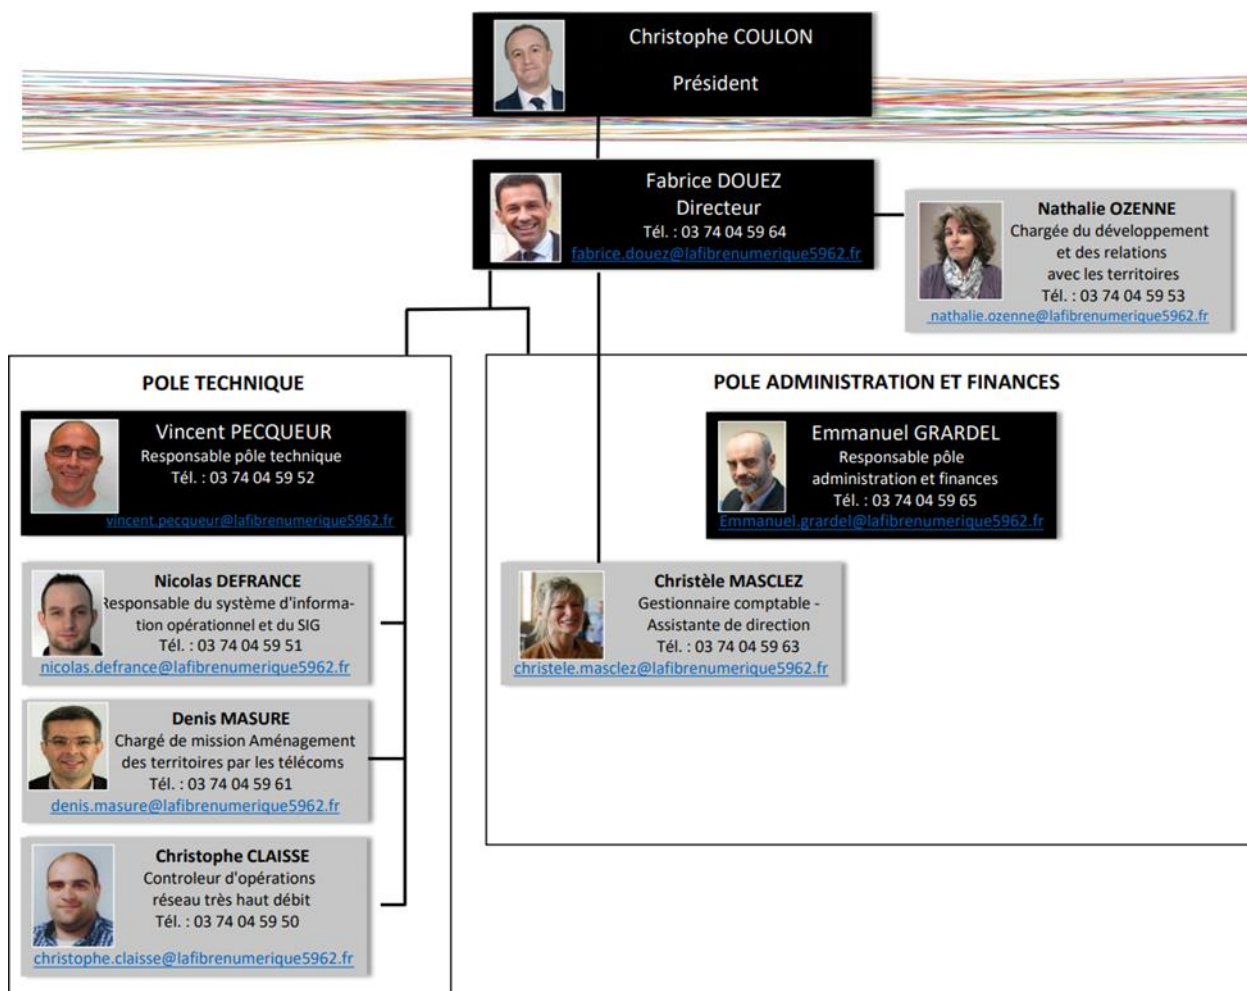 Christophe COULON
Président
Fabrice DOUEZ
Directeur
Tél. : 03 74 04 59 64
fabrice.douez@lafibrenumerique5962.fr
Nathalie OZENNE
Chargée du développement
et des relations
avec les territoires
Tél. : 03 74 04 59 53
nathalie.ozenne@lafibrenumerique5962.fr
POLE TECHNIQUE
Vincent PECQUEUR
Responsable pôle technique
Tél. : 03 74 04 59 52
vincent.pecqueur@lafibrenumerique5962.fr
Nicolas DEFRANCE
Responsable du système d'informa-
tion opérationnel et du SIG
Tél. : 03 74 04 59 51
nicolas.defrance@lafibrenumerique5962.fr
Denis MASURE
Chargé de mission Aménagement
des territoires par les télécoms
Tél. : 03 74 04 59 61
denis.masure@lafibrenumerique5962.fr
Christophe CLAISSE
Controleur d'opérations
réseau très haut débit
Tél. : 03 74 04 59 50
christophe.claisse@lafibrenumerique5962.fr
POLE ADMINISTRATION ET FINANCES
Emmanuel GRARDEL
Responsable pôle
administration et finances
Tél. : 03 74 04 59 65
Emmanuel.grardel@lafibrenumerique5962.fr
Christèle MASCLEZ
Gestionnaire comptable -
Assistante de direction
Tél. : 03 74 04 59 63
christele.masclez@lafibrenumerique5962.fr